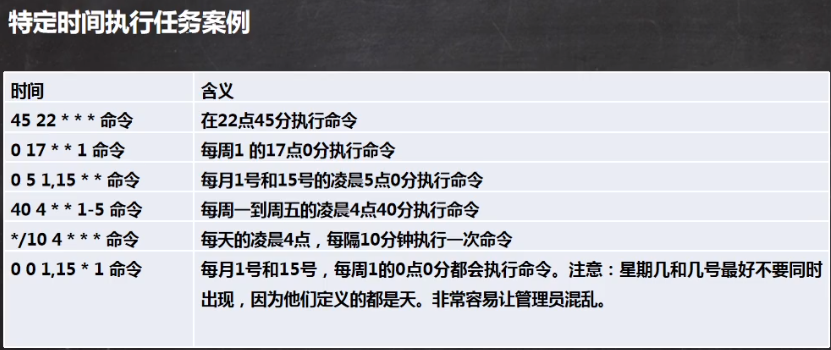 特定时间执行任务案例
时间 含义
45 22 * * * 命令 在22点45分执行命令
0 17 * * 1 命令 每周1 的17点0分执行命令
0 5 1,15 * * 命令 每月1号和15号的凌晨5点0分执行命令
40 4 * * 1-5 命令 每周一到周五的凌晨4点40分执行命令
*/10 4 * * * 命令 每天的凌晨4点，每隔10分钟执行一次命令
0 0 1,15 * 1 命令 每月1号和15号，每周1的0点0分都会执行命令。注意：星期几和几号最好不要同时
出现，因为他们定义的都是天。非常容易让管理员混乱。